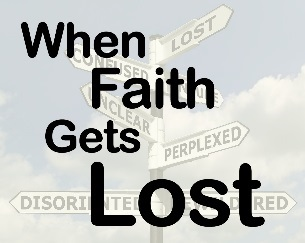 When
Faith
Gets
Lost
LOST
CONFUSED
UNCLEAR
PERPLEXED